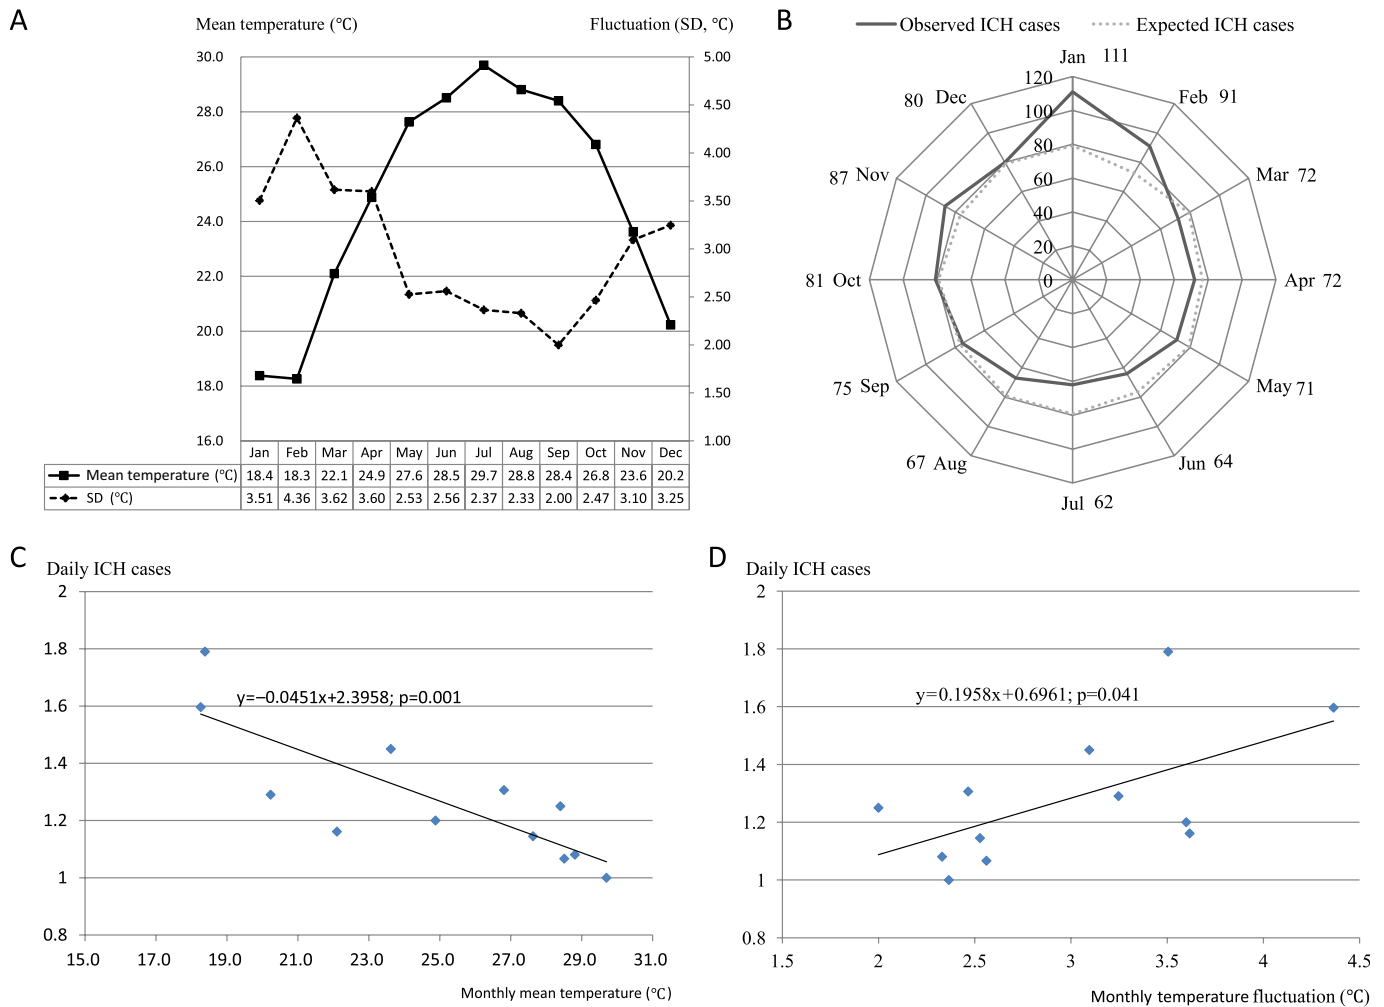 A
Mean temperature (℃)
Fluctuation (SD, ℃)
30.0
28.0
26.0
24.0
22.0
20.0
18.0
16.0
5.00
4.50
4.00
3.50
3.00
2.50
2.00
1.50
1.00
Jan Feb Mar Apr May Jun Jul Aug Sep Oct Nov Dec
Mean temperature (℃) 18.4 18.3 22.1 24.9 27.6 28.5 29.7 28.8 28.4 26.8 23.6 20.2
SD (℃) 3.51 4.36 3.62 3.60 2.53 2.56 2.37 2.33 2.00 2.47 3.10 3.25
B
Observed ICH cases
Expected ICH cases
Jan 111
Feb 91
Mar 72
Apr 72
May 71
Jun 64
Jul 62
67 Aug
75 Sep
81 Oct
87 Nov
80 Dec
120
100
80
60
40
20
0
C
Daily ICH cases
2
1.8
1.6
1.4
1.2
1
0.8
y=−0.0451x+2.3958; p=0.001
15.0 17.0 19.0 21.0 23.0 25.0 27.0 29.0 31.0
Monthly mean temperature (℃)
D
Daily ICH cases
2
1.8
1.6
1.4
1.2
1
0.8
y=0.1958x+0.6961; p=0.041
1.5 2 2.5 3 3.5 4 4.5
Monthly temperature fluctuation (℃)